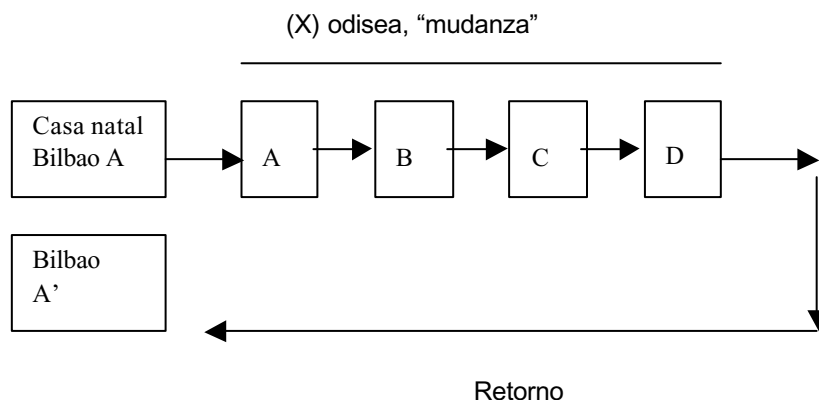 (X) odisea, “mudanza”
Casa natal
Bilbao A
A
B
C
D
Bilbao
A’
Retorno